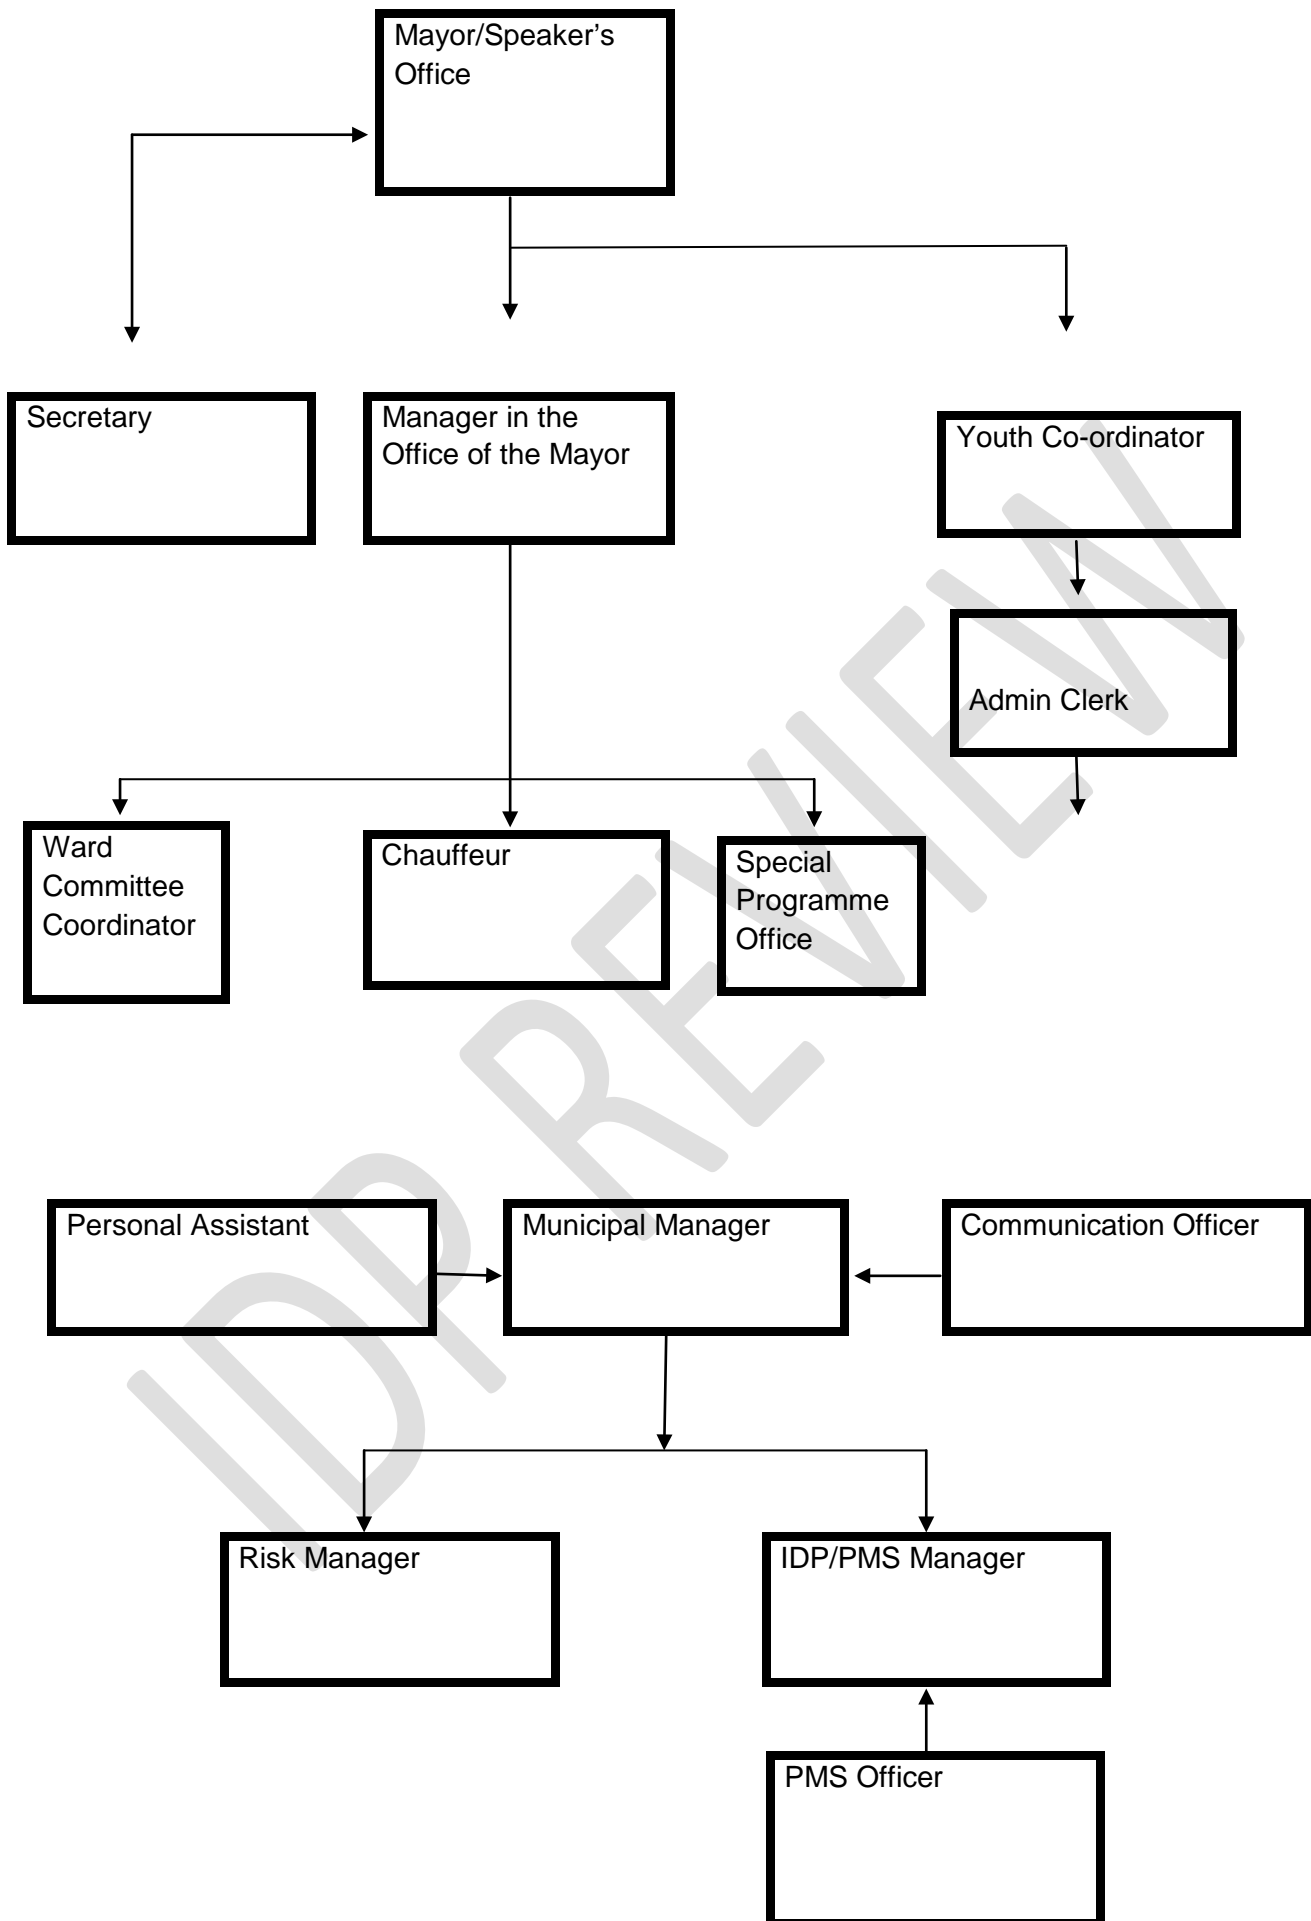 Mayor/Speaker's
Office
Secretary
Manager in the
Office of the Mayor
Youth Co-ordinator
Admin Clerk
Ward
Committee
Coordinator
Chauffeur
Special
Programme
Office
IDP REVIEW
Personal Assistant
Municipal Manager
Communication Officer
Risk Manager
IDP/PMS Manager
PMS Officer